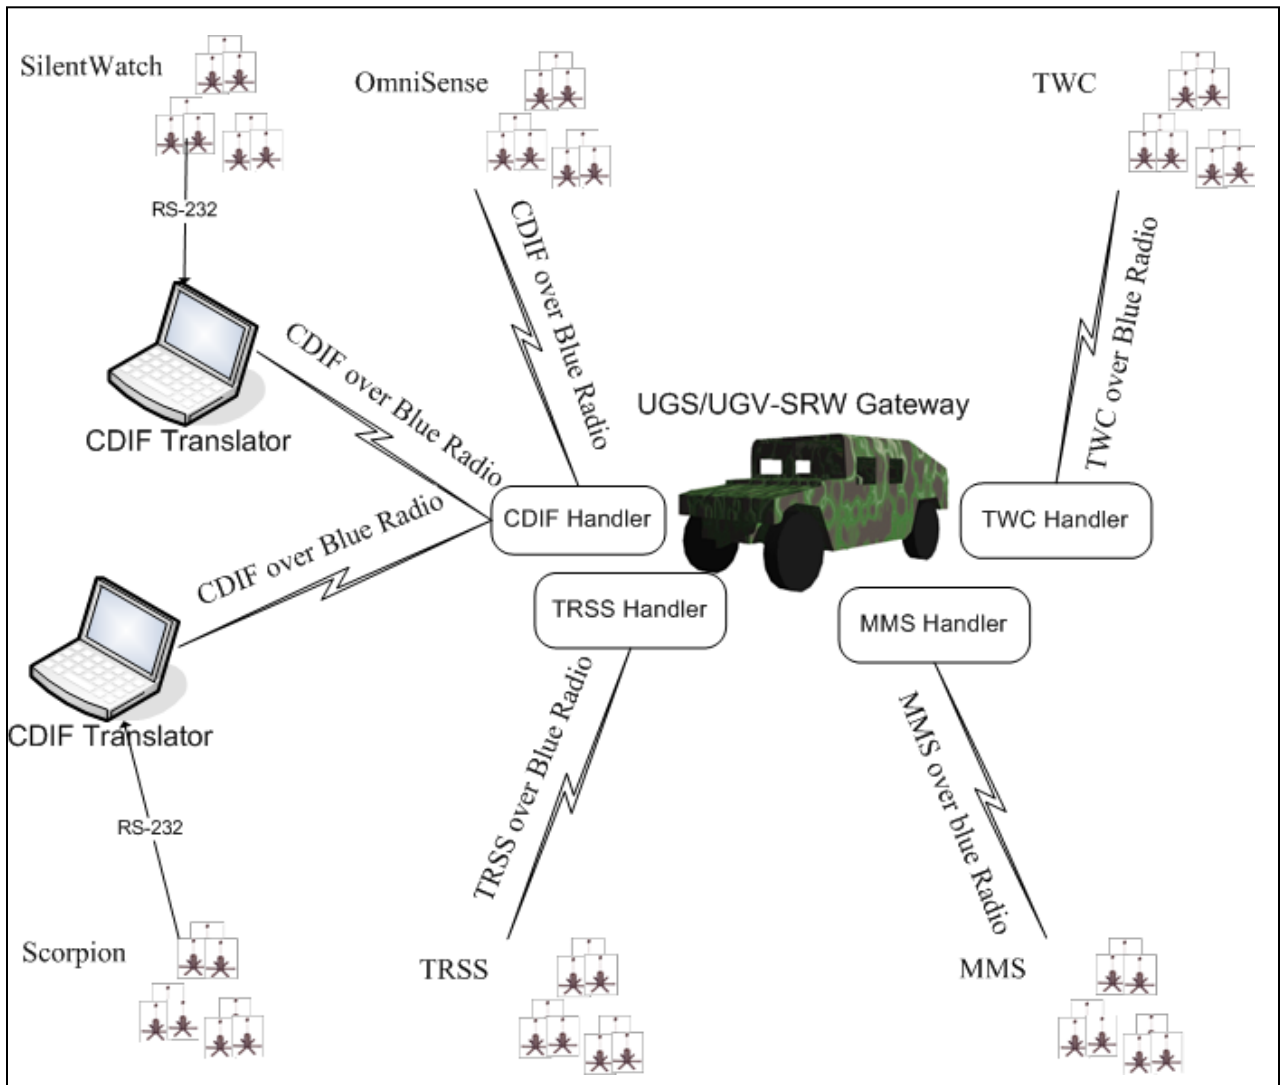 SilentWatch
OmniSense
TWC
RS-232
CDIF over Blue Radio
TWC over Blue Radio
CDIF over Blue Radio
CDIF Translator
UGS/UGV-SRW Gateway
CDIF over Blue Radio
CDIF Handler
TWC Handler
TRSS Handler
MMS Handler
CDIF Translator
TRSS over Blue Radio
MMS over blue Radio
RS-232
Scorpion
TRSS
MMS